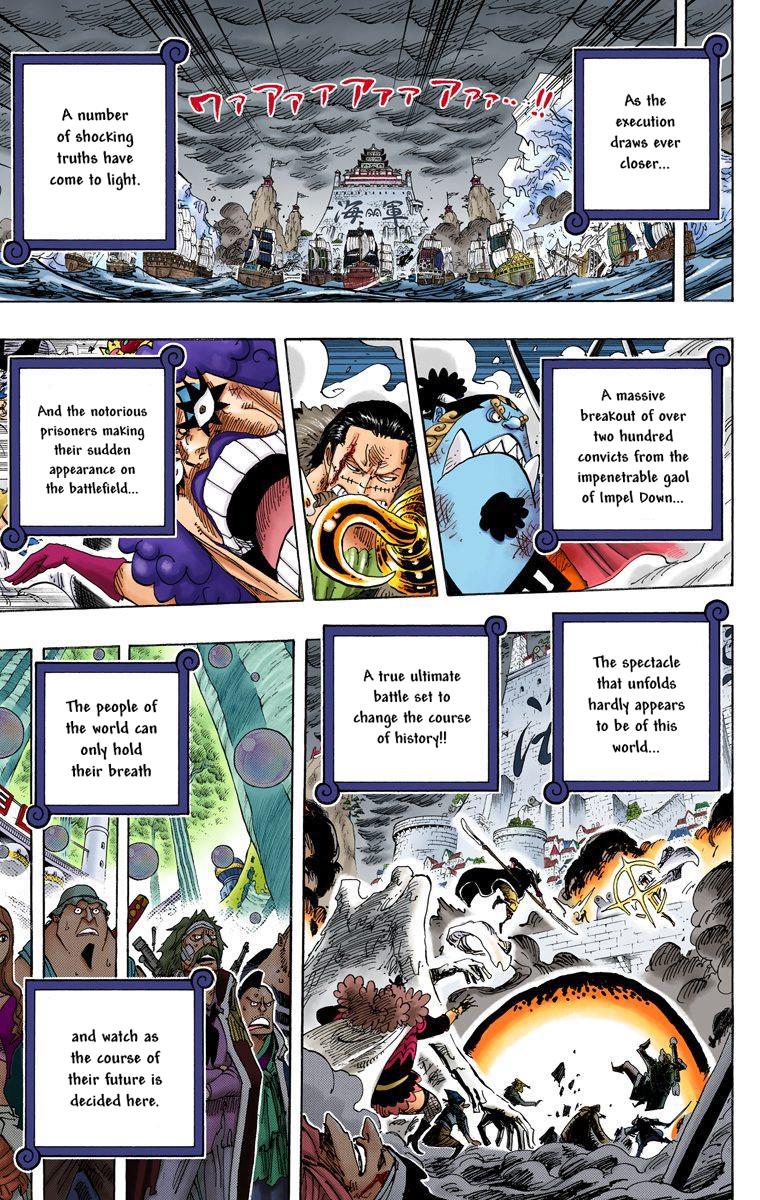 As the
execution
draws ever
closer...
ワァアァァアァァァアァァ…!!
A number
of shocking
truths have
come to light.
海軍
A massive
breakout of over
two hundred
convicts from the
impenetrable gaol
of Impel Down...
And the notorious
prisoners making
their sudden
appearance on
the battlefield...
The spectacle
that unfolds
hardly appears
to be of this
world...
A true ultimate
battle set to
change the course
of history!!
The people of
the world can
only hold
their breath
and watch as
the course of
their future is
decided here.